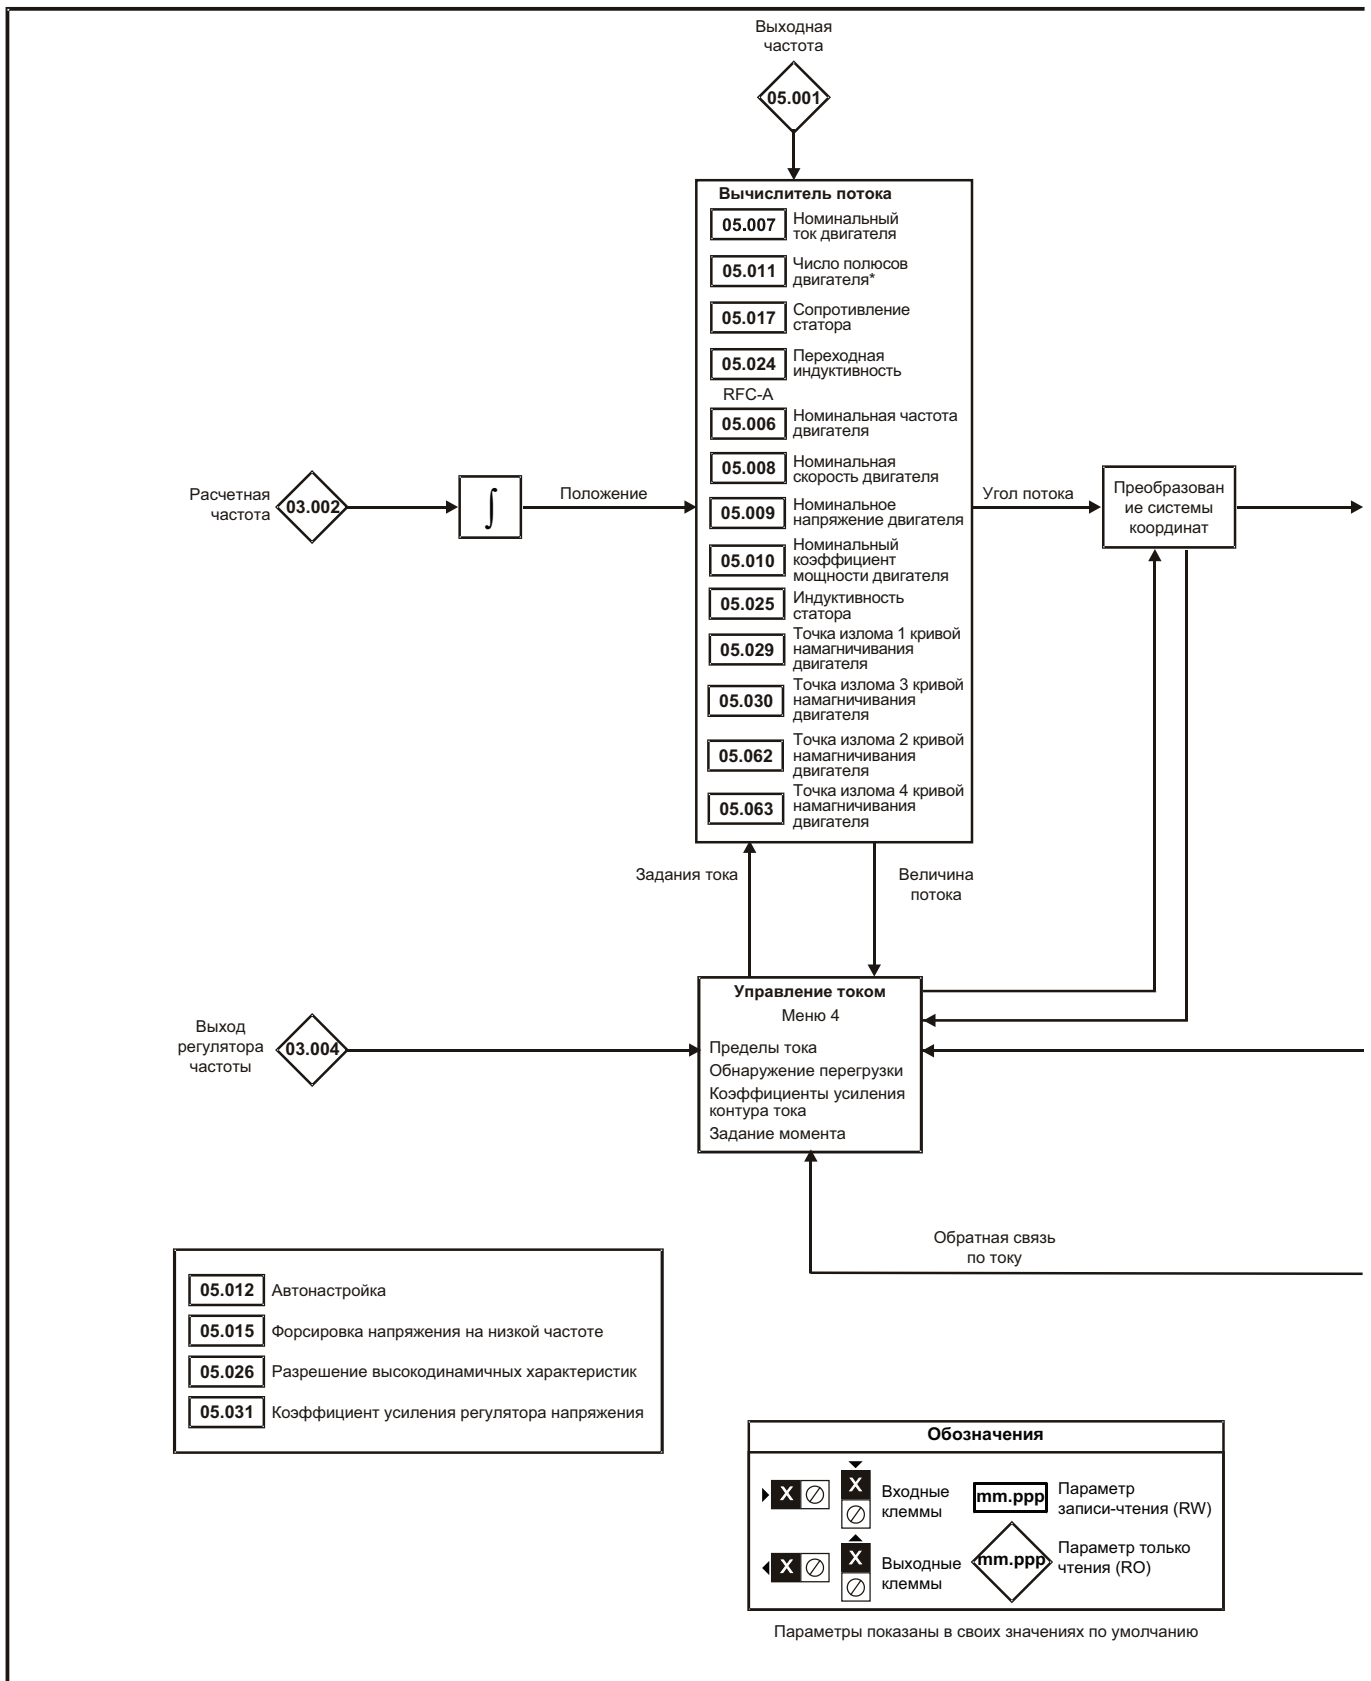 Выходная
частота
05.001
Вычислитель потока
05.007
Номинальный
ток двигателя
05.011
Число полюсов
двигателя*
05.017
Сопротивление
статора
05.024
Переходная
индуктивность
RFC-A
05.006
Номинальная частота
двигателя
05.008
Номинальная
скорость двигателя
05.009
Номинальное
напряжение двигателя
05.010
Номинальный
коэффициент
мощности двигателя
05.025
Индуктивность
статора
05.029
Точка излома 1 кривой
намагничивания
двигателя
05.030
Точка излома 3 кривой
намагничивания
двигателя
05.062
Точка излома 2 кривой
намагничивания
двигателя
05.063
Точка излома 4 кривой
намагничивания
двигателя
Расчетная
частота
03.002
∫
Положение
Угол потока
Преобразован
ие системы
координат
Задания тока
Величина
потока
Управление током
Меню 4
Пределы тока
Обнаружение перегрузки
Коэффициенты усиления
контура тока
Задание момента
Выход
регулятора
частоты
03.004
Обратная связь
по току
05.012 Автонастройка
05.015 Форсировка напряжения на низкой частоте
05.026 Разрешение высокодинамичных характеристик
05.031 Коэффициент усиления регулятора напряжения
Обозначения
X
X
Входные
клеммы
mm.ppp
Параметр
записи-чтения (RW)
X
X
Выходные
клеммы
mm.ppp
Параметр только
чтения (RO)
Параметры показаны в своих значениях по умолчанию